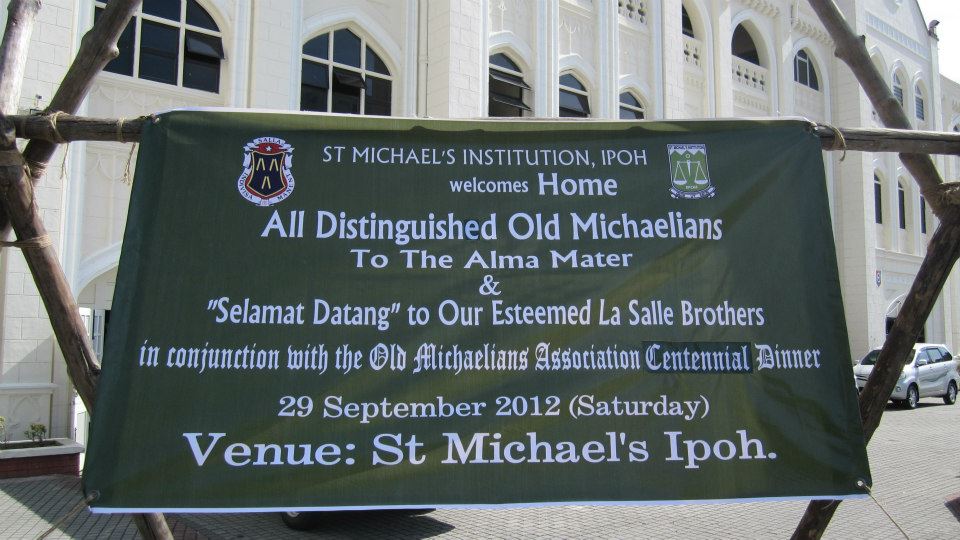 ST MICHAEL'S INSTITUTION, IPOH
welcomes Home
All Distinguished Old Michaelians
To The Alma Mater
&
"Selamat Datang" to Our Esteemed La Salle Brothers
in conjunction with the Old Michaelians Association Centennial Dinner
29 September 2012 (Saturday)
Venue: St Michael's Ipoh.